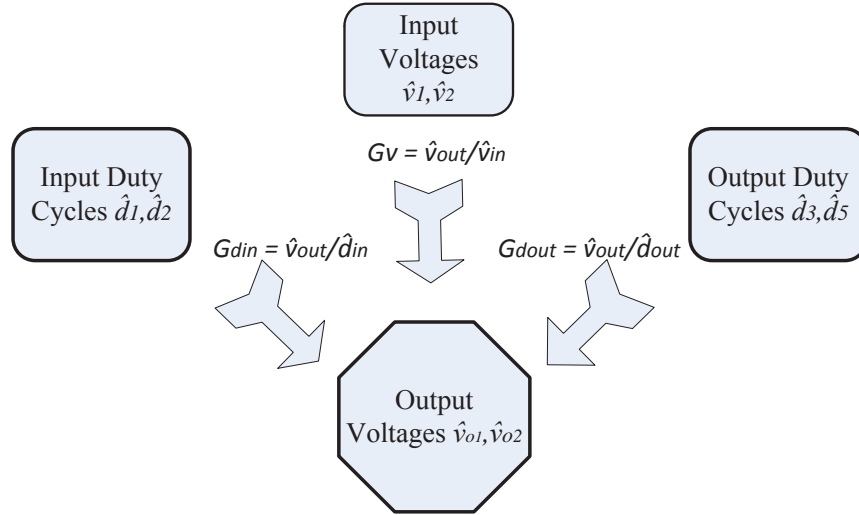 Input
Voltages
v̂1,v̂2
Gv = v̂out/v̂in
Input Duty
Cycles d̂1,d̂2
Output Duty
Cycles d̂3,d̂5
Gdin = v̂out/d̂in
Gdout = v̂out/d̂out
Output
Voltages v̂o1,v̂o2